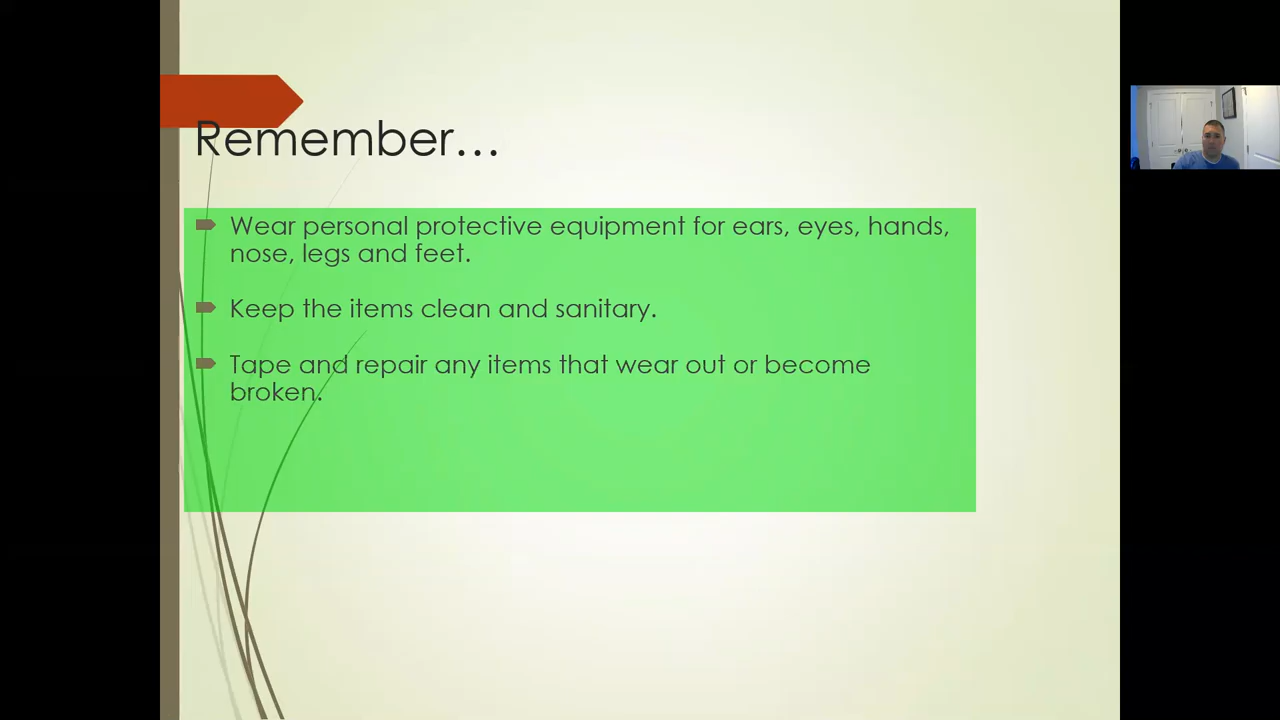 Remember…
Wear personal protective equipment for ears, eyes, hands,
nose, legs and feet.
Keep the items clean and sanitary.
Tape and repair any items that wear out or become
broken.